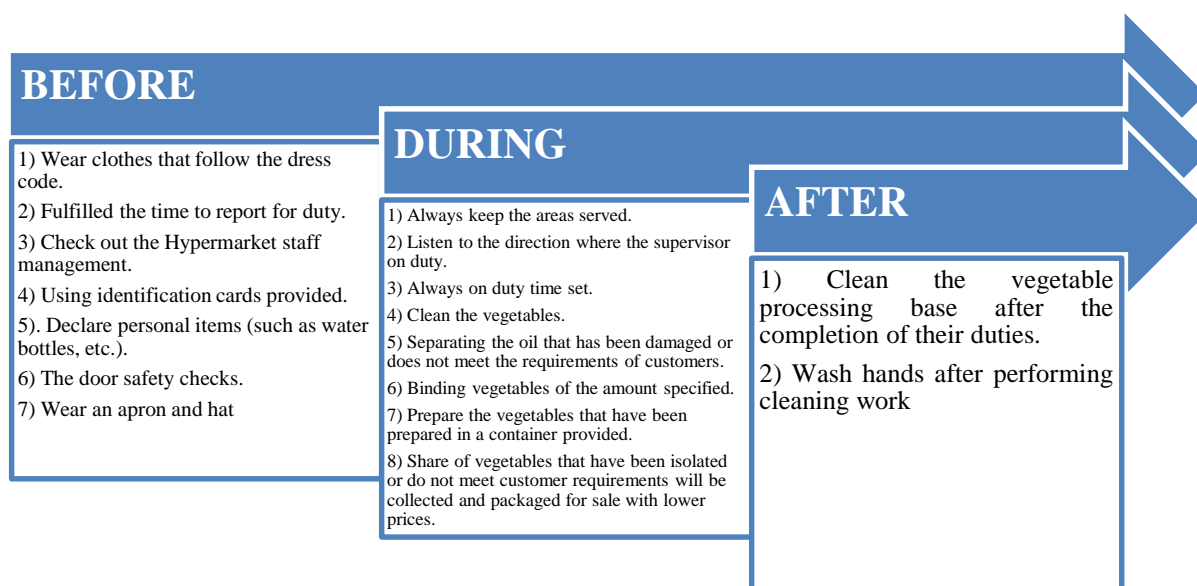 BEFORE
1) Wear clothes that follow the dress
code.
2) Fulfilled the time to report for duty.
3) Check out the Hypermarket staff
management.
4) Using identification cards provided.
5). Declare personal items (such as water
bottles, etc.).
6) The door safety checks.
7) Wear an apron and hat
DURING
1) Always keep the areas served.
2) Listen to the direction where the supervisor
on duty.
3) Always on duty time set.
4) Clean the vegetables.
5) Separating the oil that has been damaged or
does not meet the requirements of customers.
6) Binding vegetables of the amount specified.
7) Prepare the vegetables that have been
prepared in a container provided.
8) Share of vegetables that have been isolated
or do not meet customer requirements will be
collected and packaged for sale with lower
prices.
AFTER
1) Clean the vegetable
processing base after the
completion of their duties.
2) Wash hands after performing
cleaning work